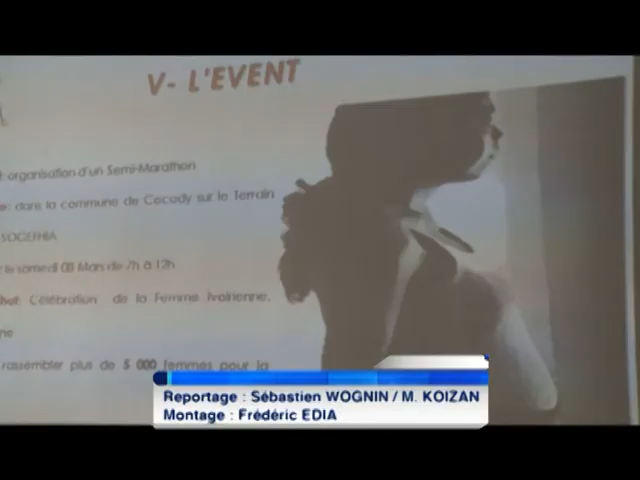 V- L'EVENT
: organisation d'un Semi-Marathon
: dans la commune de Cocody sur le Terrain
SOGEFIHA
le samedi 08 Mars de 7h à 12h
Célébration de la Femme Ivoirienne,
rassembler plus de 5 000 femmes pour la
Reportage : Sébastien WOGNIN / M. KOIZAN
Montage : Frédéric EDIA